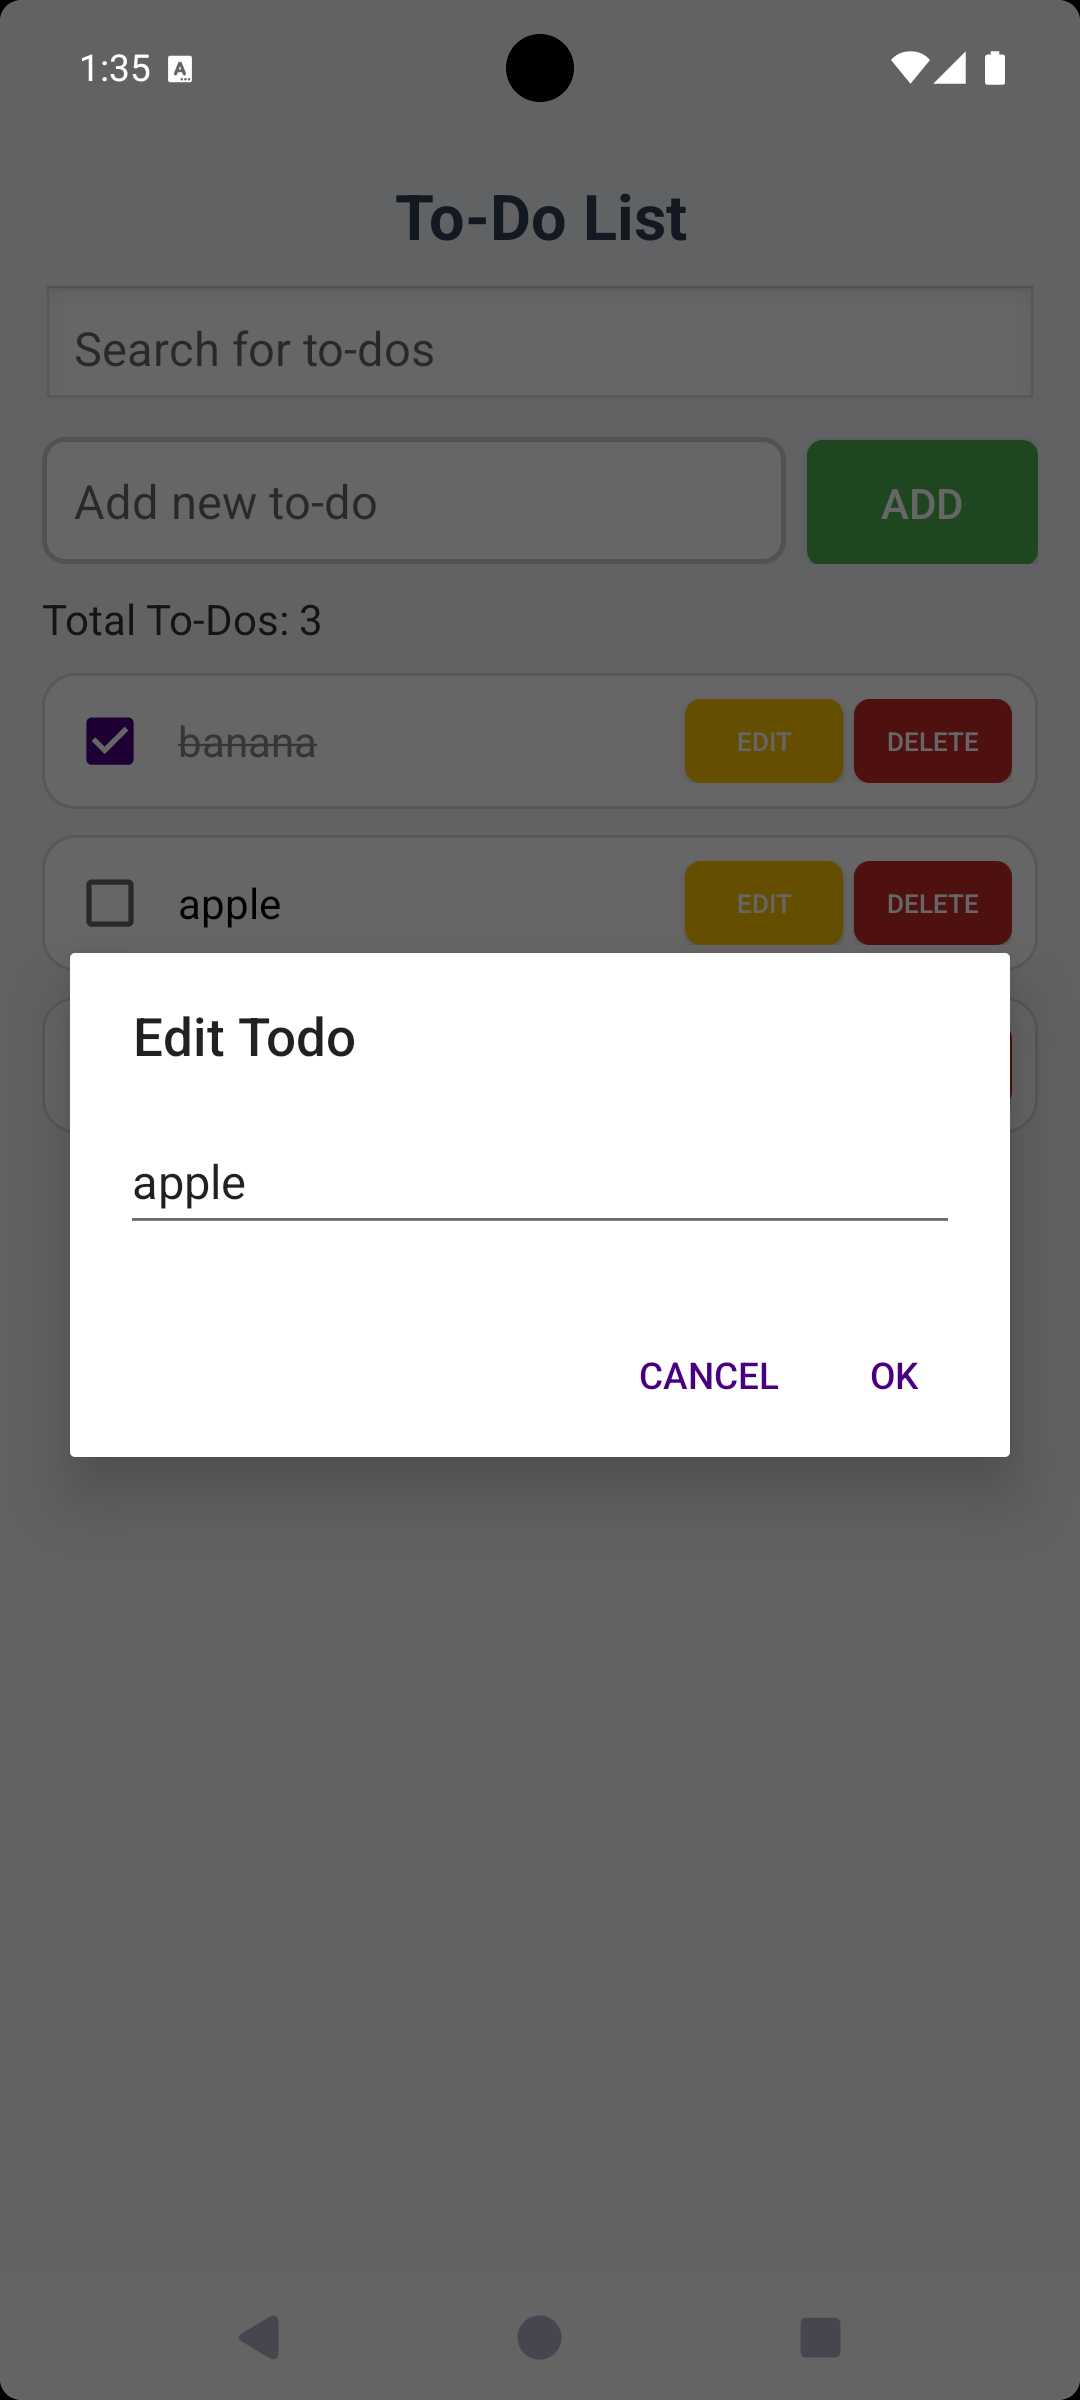 1:35
To-Do List
Search for to-dos
Add new to-do
ADD
Total To-Dos: 3
banana
EDIT
DELETE
apple
EDIT
DELETE
Edit Todo
apple
CANCEL
OK